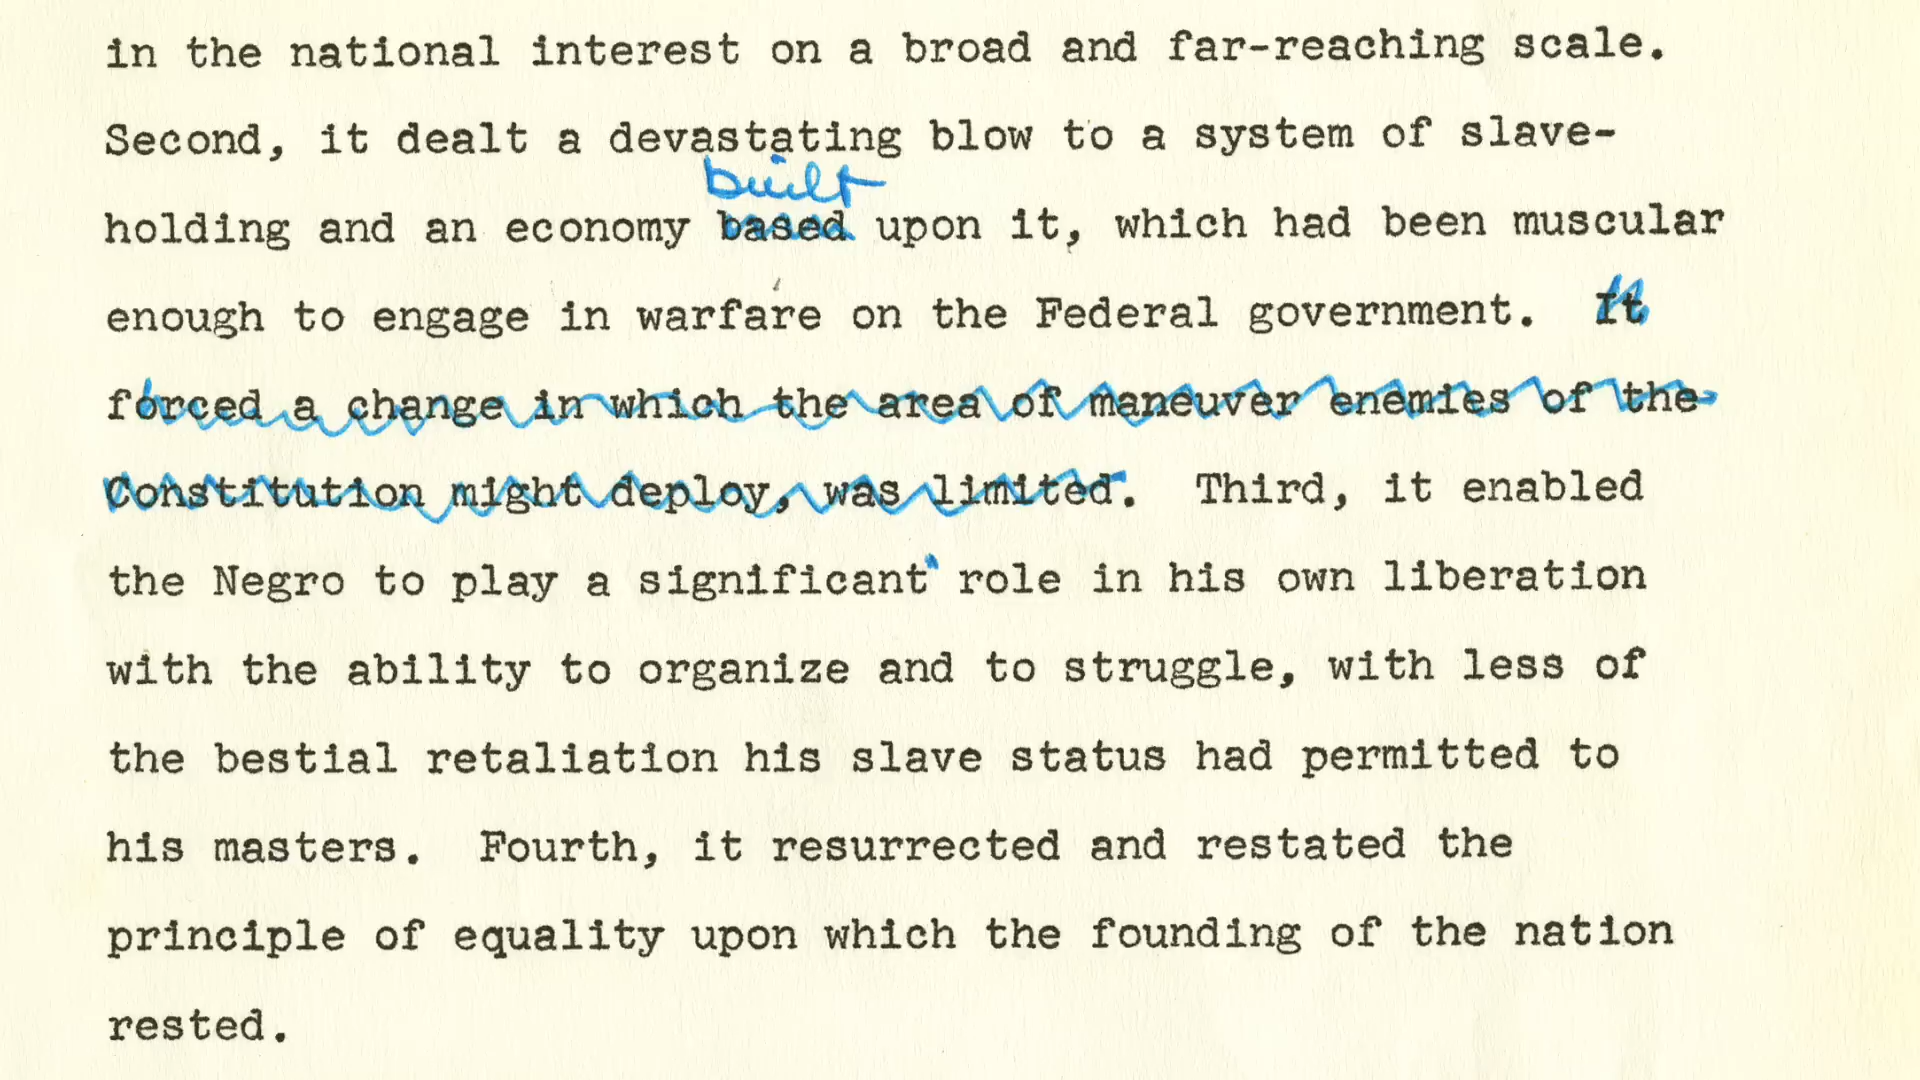 in the national interest on a broad and far-reaching scale.
Second, it dealt a devastating blow to a system of slave-
built
holding and an economy based upon it, which had been muscular
enough to engage in warfare on the Federal government. It
forced a change in which the area of maneuver enemies of the
Constitution might deploy, was limited. Third, it enabled
the Negro to play a significant role in his own liberation
with the ability to organize and to struggle, with less of
the bestial retaliation his slave status had permitted to
his masters. Fourth, it resurrected and restated the
principle of equality upon which the founding of the nation
rested.